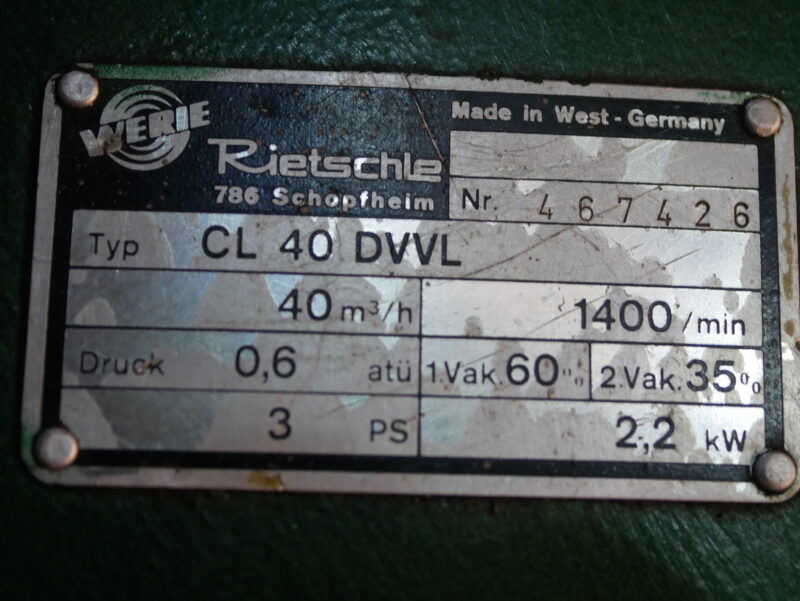 WERIE
Rietschle
786 Schopfheim
Made in West-Germany
Nr. 467426
Typ CL 40 DVVL
40 m³/h 1400/min
Druck 0,6 atü 1.Vak. 60% 2.Vak. 35%
3 PS 2,2 kW